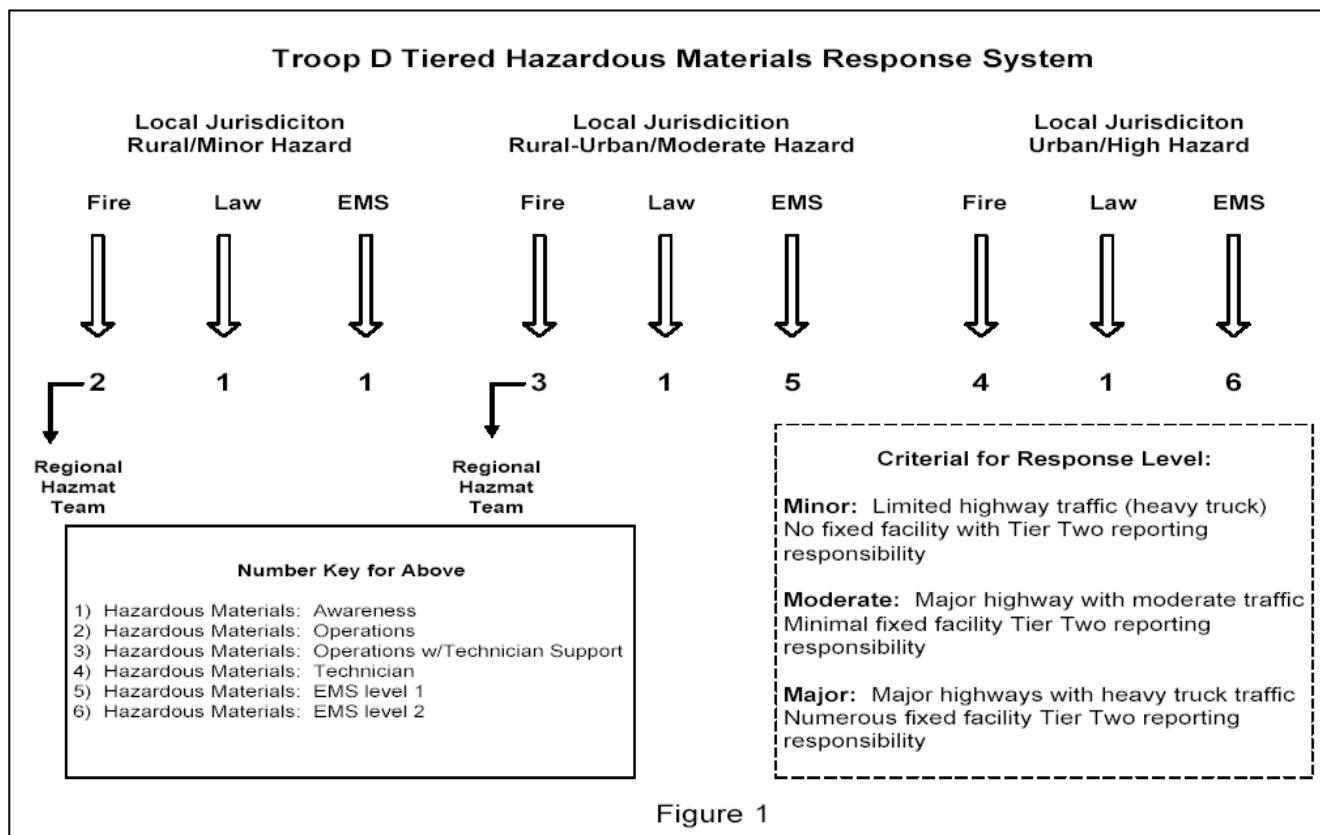 Troop D Tiered Hazardous Materials Response System
Local Jurisdiciton
Rural/Minor Hazard
Local Jurisdicition
Rural-Urban/Moderate Hazard
Local Jurisdiciton
Urban/High Hazard
Fire Law EMS Fire Law EMS Fire Law EMS
2 1 1 3 1 5 4 1 6
Regional
Hazmat
Team
Regional
Hazmat
Team
Number Key for Above
1) Hazardous Materials: Awareness
2) Hazardous Materials: Operations
3) Hazardous Materials: Operations w/Technician Support
4) Hazardous Materials: Technician
5) Hazardous Materials: EMS level 1
6) Hazardous Materials: EMS level 2
Criterial for Response Level:
Minor: Limited highway traffic (heavy truck)
No fixed facility with Tier Two reporting
responsibility
Moderate: Major highway with moderate traffic
Minimal fixed facility Tier Two reporting
responsibility
Major: Major highways with heavy truck traffic
Numerous fixed facility Tier Two reporting
responsibility
Figure 1